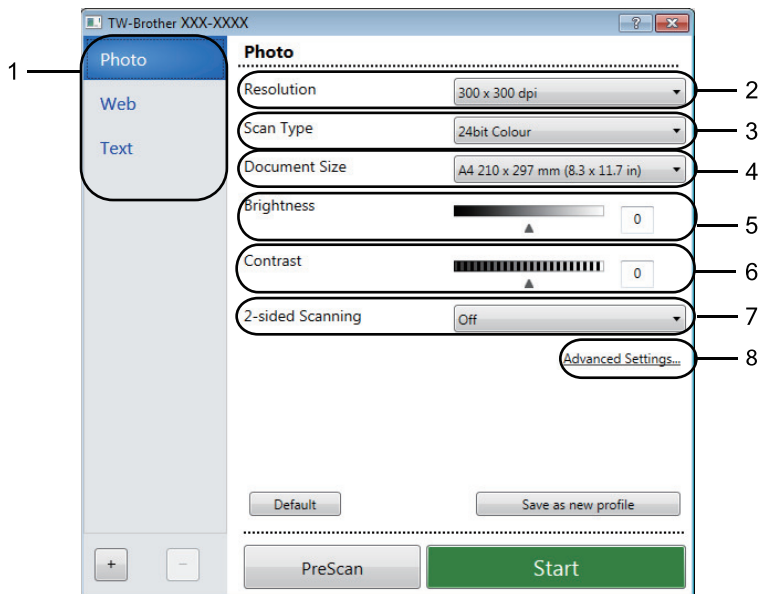 TW-Brother XXX-XXXX
?
1
Photo
Web
Text
Photo
Resolution 300 x 300 dpi 2
Scan Type 24bit Colour 3
Document Size A4 210 x 297 mm (8.3 x 11.7 in) 4
Brightness 0 5
Contrast 0 6
2-sided Scanning Off 7
Advanced Settings... 8
Default Save as new profile
+ − PreScan Start